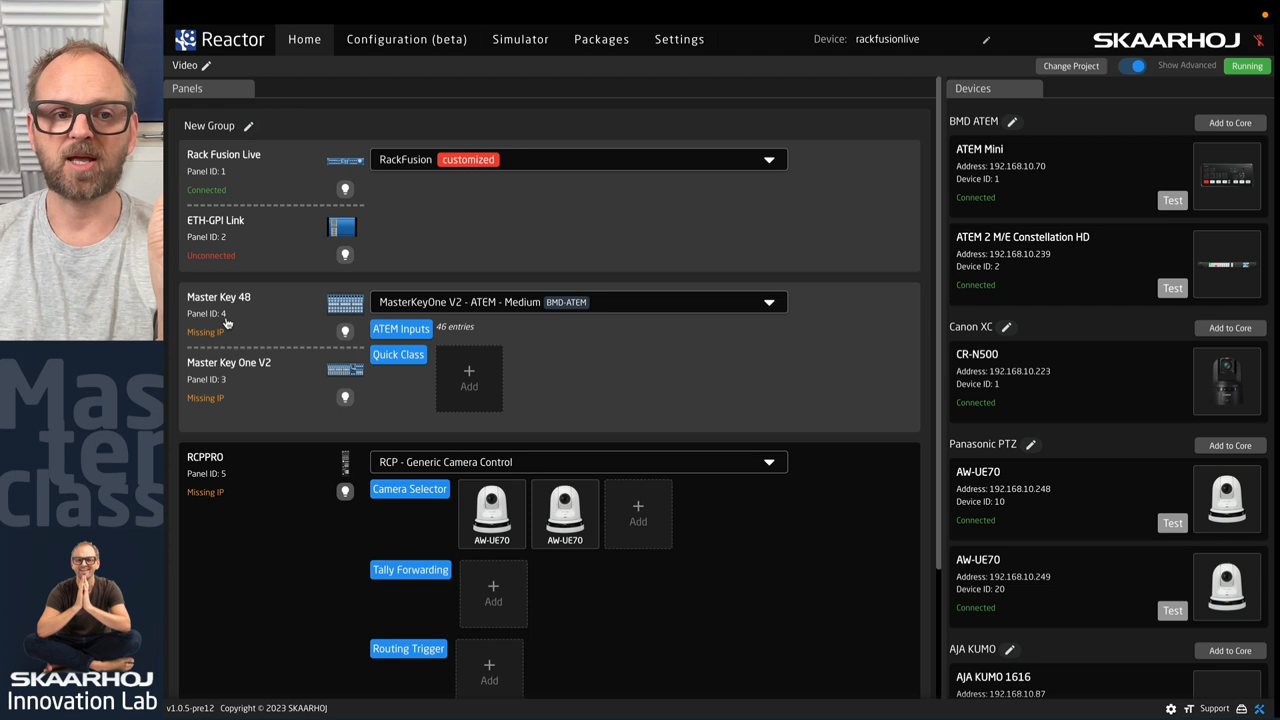 Reactor
Home
Configuration (beta)
Simulator
Packages
Settings
Device: rackfusionlive
SKAARHOJ
Video
Change Project
Show Advanced
Running
Panels
New Group
Rack Fusion Live
Panel ID: 1
Connected
RackFusion customized
ETH-GPI Link
Panel ID: 2
Unconnected
Master Key 48
Panel ID: 4
Missing IP
MasterKeyOne V2 - ATEM - Medium BMD-ATEM
ATEM Inputs 46 entries
Quick Class
Add
Master Key One V2
Panel ID: 3
Missing IP
RCPPRO
Panel ID: 5
Missing IP
RCP - Generic Camera Control
Camera Selector
AW-UE70
AW-UE70
Add
Tally Forwarding
Add
Routing Trigger
Add
Devices
BMD ATEM
Add to Core
ATEM Mini
Address: 192.168.10.70
Device ID: 1
Connected
Test
ATEM 2 M/E Constellation HD
Address: 192.168.10.239
Device ID: 2
Connected
Test
Canon XC
Add to Core
CR-N500
Address: 192.168.10.223
Device ID: 1
Connected
Panasonic PTZ
Add to Core
AW-UE70
Address: 192.168.10.248
Device ID: 10
Connected
Test
AW-UE70
Address: 192.168.10.249
Device ID: 20
Connected
Test
AJA KUMO
Add to Core
AJA KUMO 1616
Address: 192.168.10.87
Mas
ter
Class
SKAARHOJ
Innovation Lab
v1.0.5-pre12 Copyright © 2023 SKAARHOJ
Support